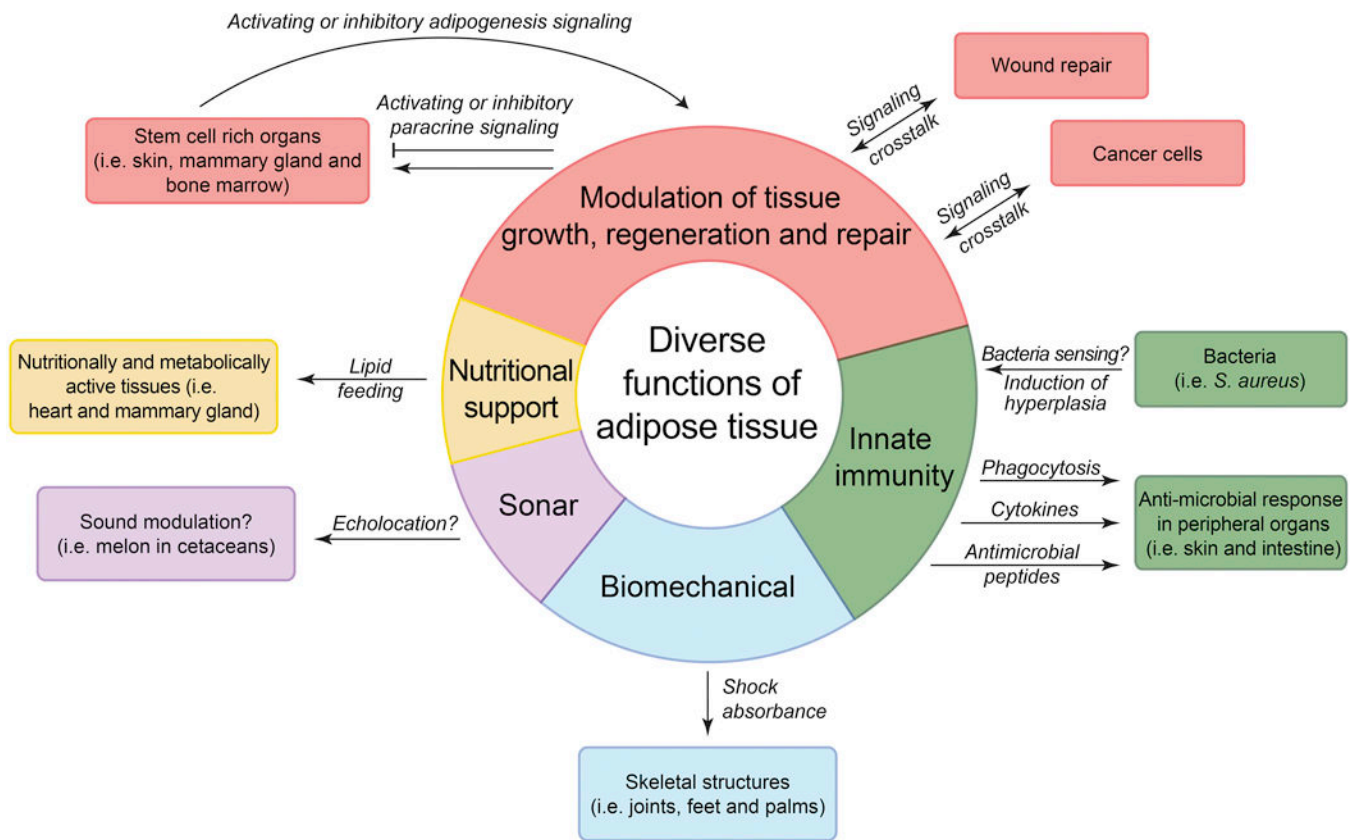 Activating or inhibitory adipogenesis signaling
Activating or inhibitory
paracrine signaling
Stem cell rich organs
(i.e. skin, mammary gland and
bone marrow)
Wound repair
Signaling
crosstalk
Cancer cells
Signaling
crosstalk
Modulation of tissue
growth, regeneration and repair
Diverse
functions of
adipose tissue
Nutritional
support
Lipid
feeding
Nutritionally and metabolically
active tissues (i.e.
heart and mammary gland)
Bacteria sensing?
Induction of
hyperplasia
Bacteria
(i.e. S. aureus)
Innate
immunity
Phagocytosis
Cytokines
Antimicrobial
peptides
Anti-microbial response
in peripheral organs
(i.e. skin and intestine)
Sonar
Echolocation?
Sound modulation?
(i.e. melon in cetaceans)
Biomechanical
Shock
absorbance
Skeletal structures
(i.e. joints, feet and palms)